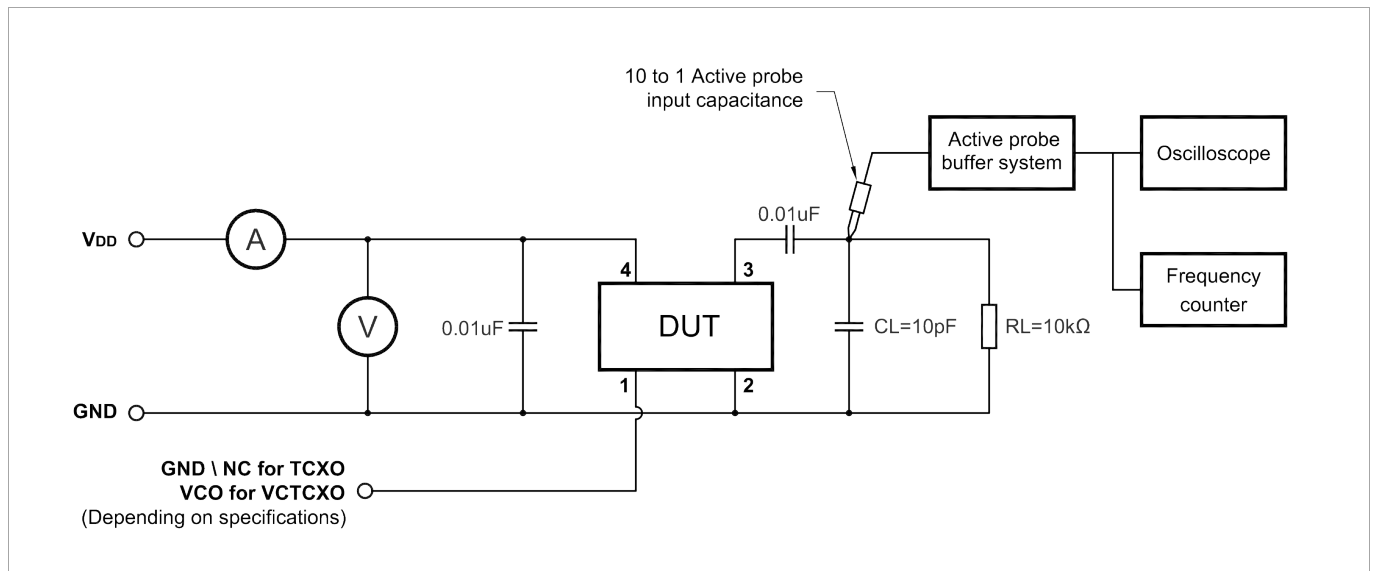 10 to 1 Active probe
input capacitance
Active probe
buffer system
Oscilloscope
Frequency
counter
VDD
A
V
0.01uF
0.01uF
4
3
DUT
1
2
CL=10pF
RL=10kΩ
GND
GND \ NC for TCXO
VCO for VCTCXO
(Depending on specifications)